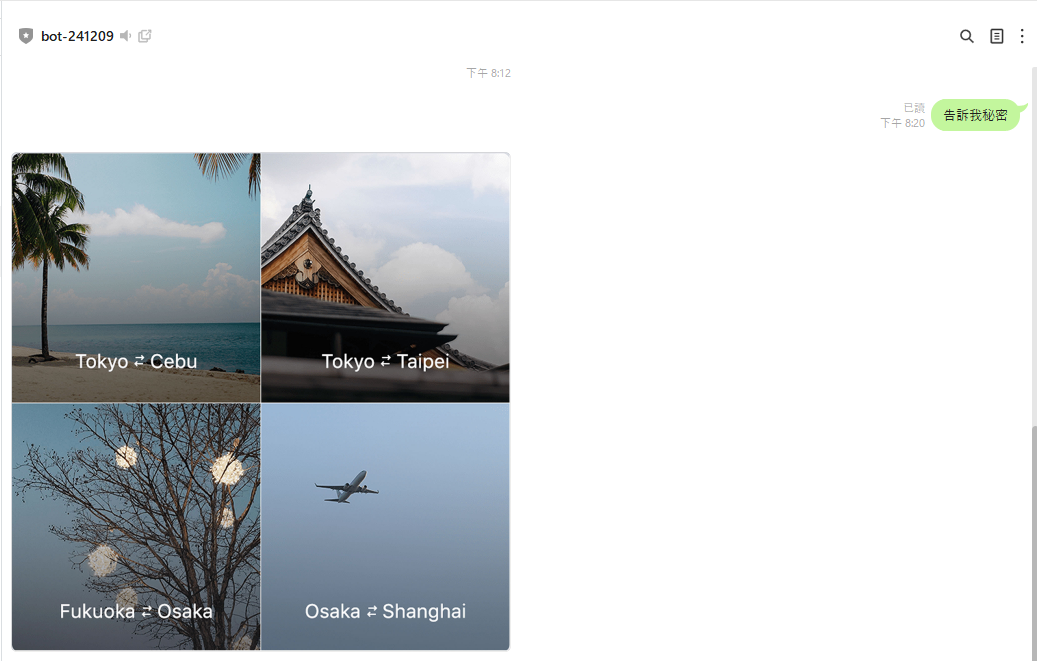 bot-241209
下午 8:12
已讀
下午 8:20
告訴我秘密
Tokyo ⇄ Cebu
Tokyo ⇄ Taipei
Fukuoka ⇄ Osaka
Osaka ⇄ Shanghai